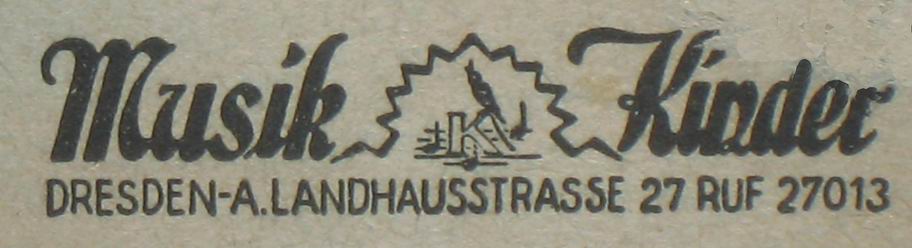 Musik K Kinder
DRESDEN-A. LANDHAUSSTRASSE 27 RUF 27013